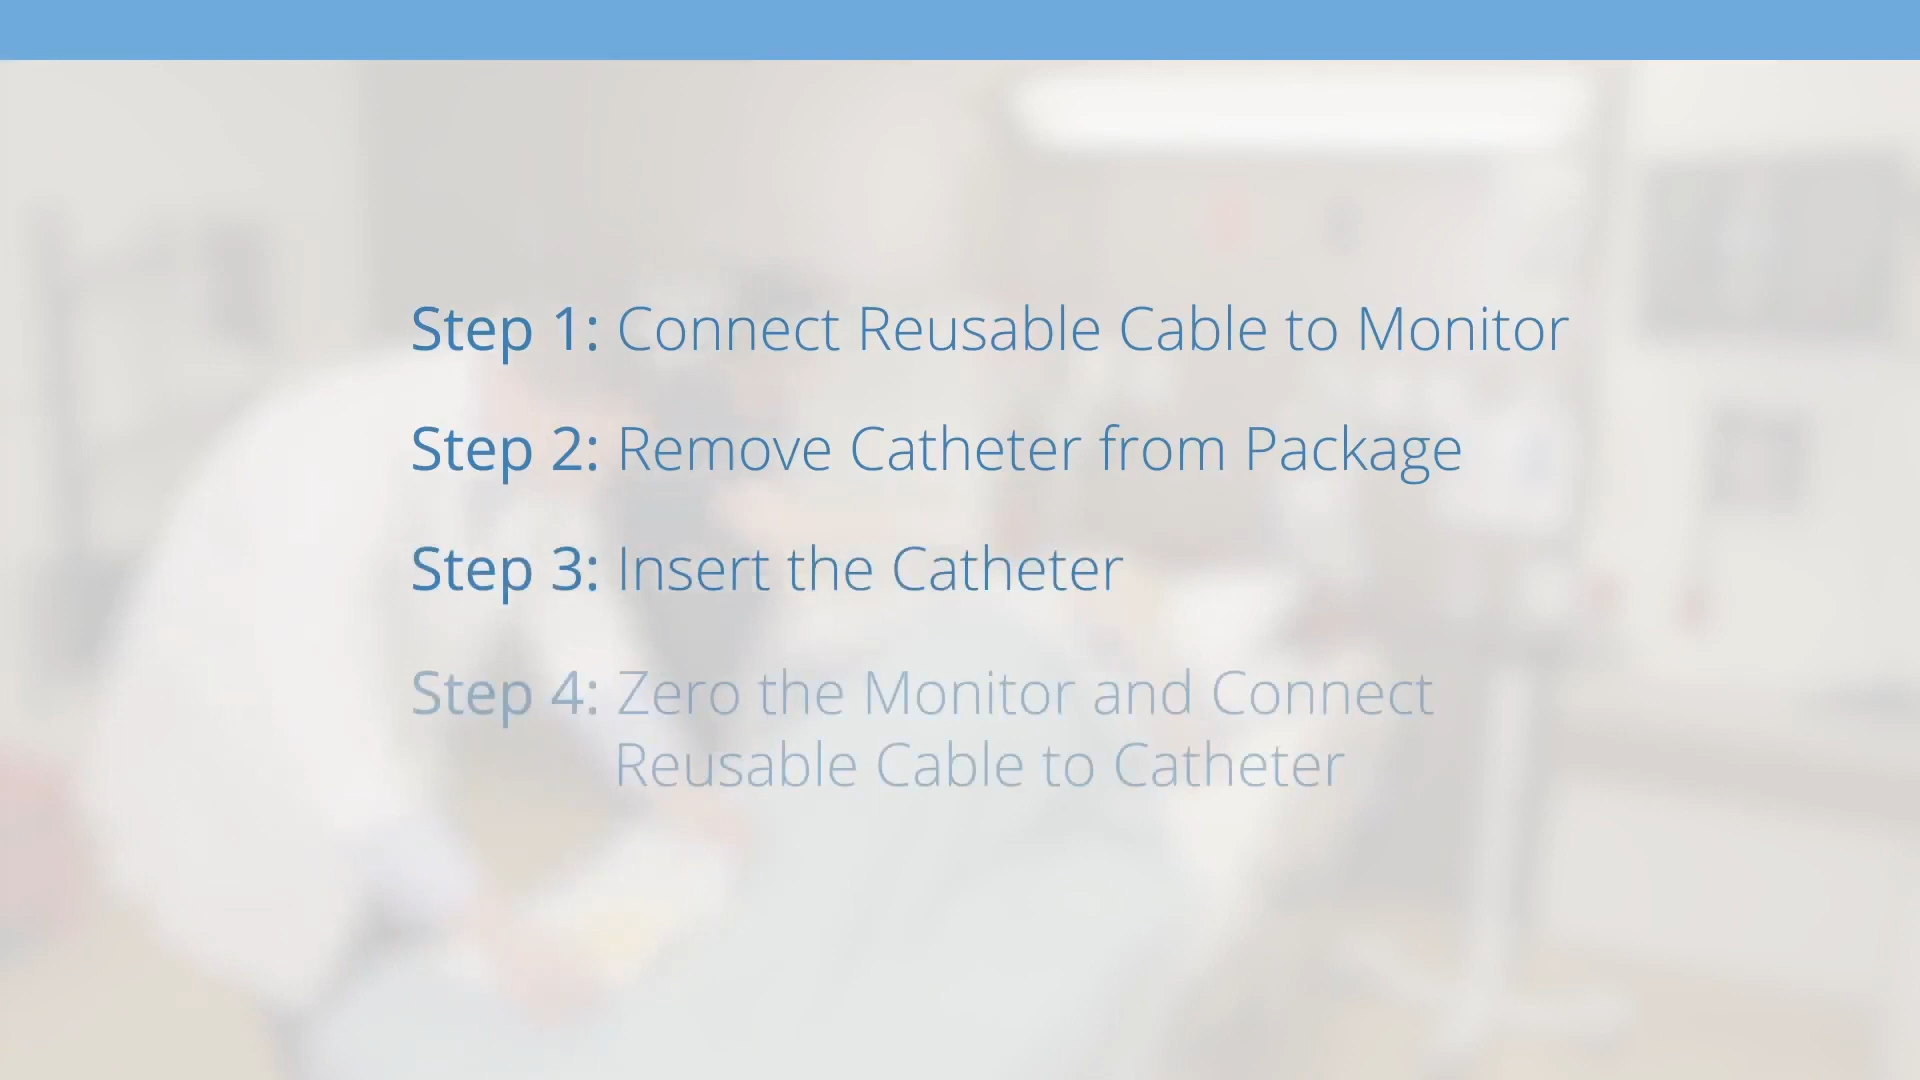 Step 1: Connect Reusable Cable to Monitor
Step 2: Remove Catheter from Package
Step 3: Insert the Catheter
Step 4: Zero the Monitor and Connect
Reusable Cable to Catheter